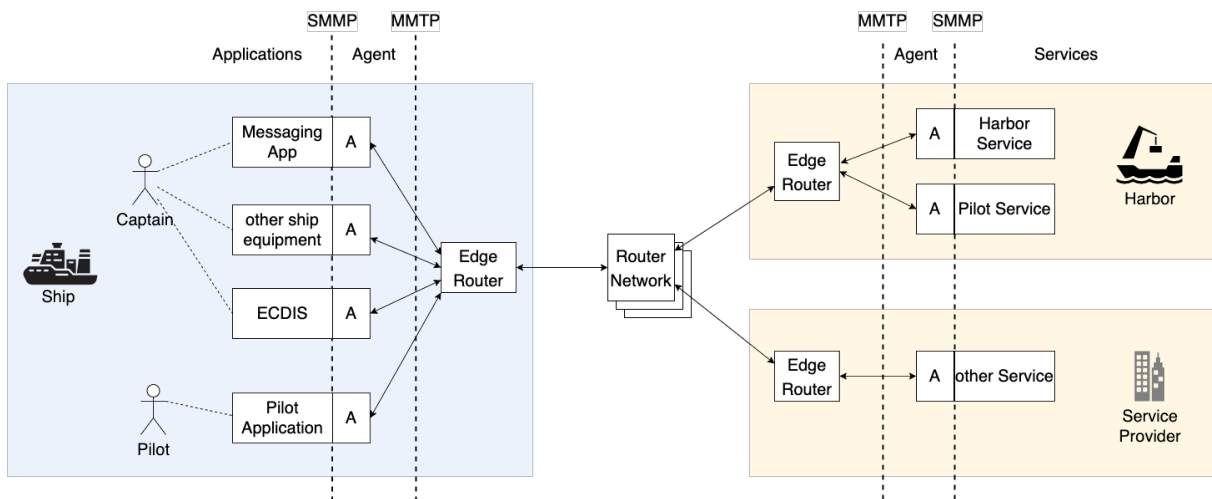 SMMP
MMTP
MMTP
SMMP
Applications
Agent
Agent
Services
Messaging
App
A
Captain
other ship
equipment
A
Ship
ECDIS
A
Pilot
Pilot
Application
A
Edge
Router
Router
Network
Edge
Router
A
Harbor
Service
A
Pilot Service
Harbor
Edge
Router
A
other Service
Service
Provider